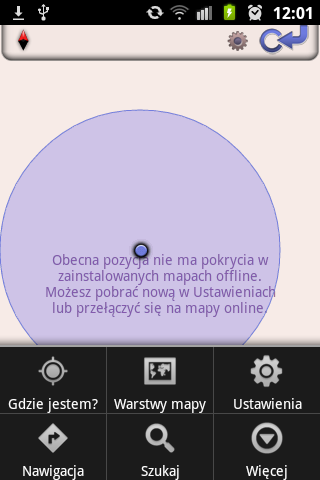 12:01
Obecna pozycja nie ma pokrycia w
zainstalowanych mapach offline.
Możesz pobrać nową w Ustawieniach
lub przełączyć się na mapy online.
Gdzie jestem? Warstwy mapy Ustawienia
Nawigacja Szukaj Więcej